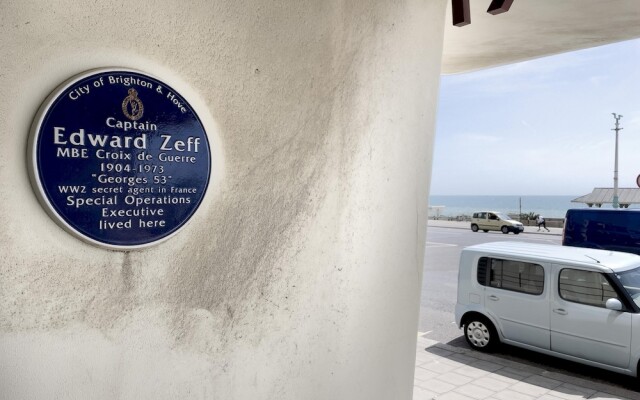 City of Brighton & Hove
Captain
Edward Zeff
MBE Croix de Guerre
1904-1973
"Georges 53"
WW2 secret agent in France
Special Operations
Executive
lived here